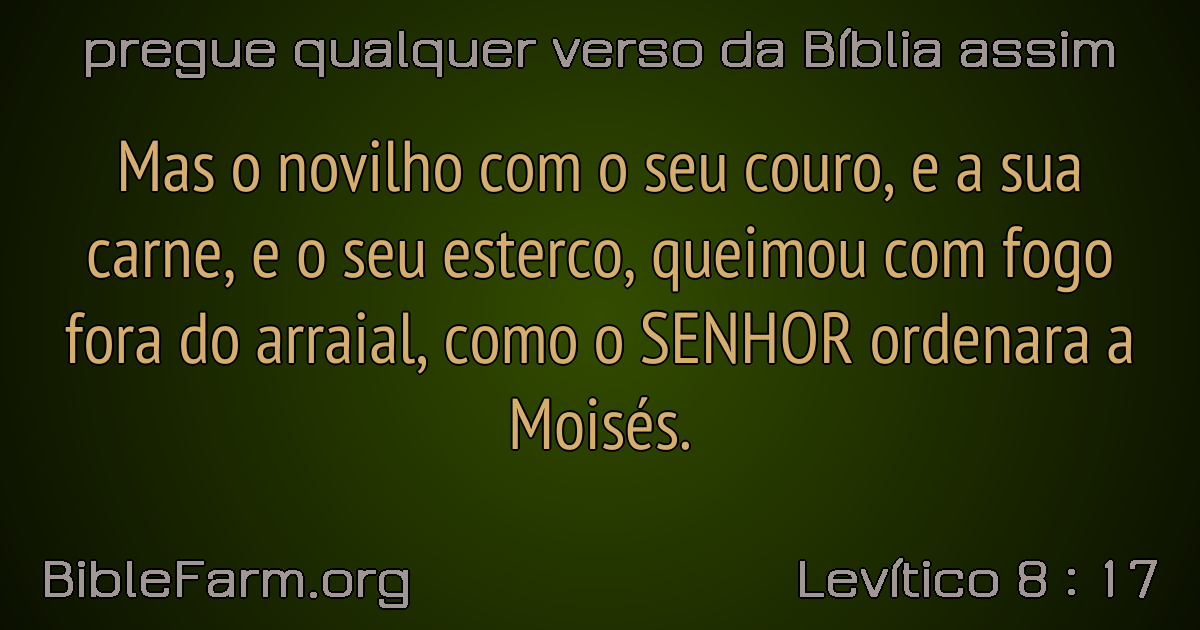 pregue qualquer verso da Bíblia assim
Mas o novilho com o seu couro, e a sua
carne, e o seu esterco, queimou com fogo
fora do arraial, como o SENHOR ordenara a
Moisés.
BibleFarm.org
Levítico 8 : 17